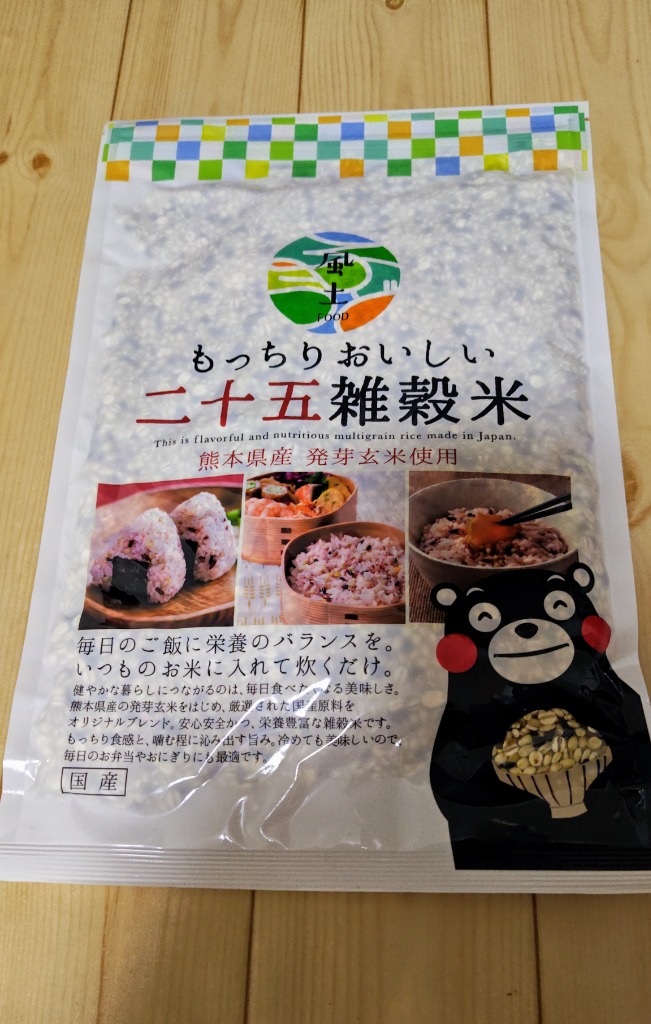 風土
FOOD
もっちりおいしい
二十五雑穀米
This is flavorful and nutritious multigrain rice made in Japan.
熊本県産 発芽玄米使用
毎日のご飯に栄養のバランスを。
いつものお米に入れて炊くだけ。
健やかな暮らしにつながるのは、毎日食べたくなる美味しさ。
熊本県産の発芽玄米をはじめ、厳選された国産原料を
オリジナルブレンド。安心安全かつ、栄養豊富な雑穀米です。
もっちり食感と、噛む程に沁み出す旨み。冷めても美味しいので、
毎日のお弁当やおにぎりにも最適です。
国産